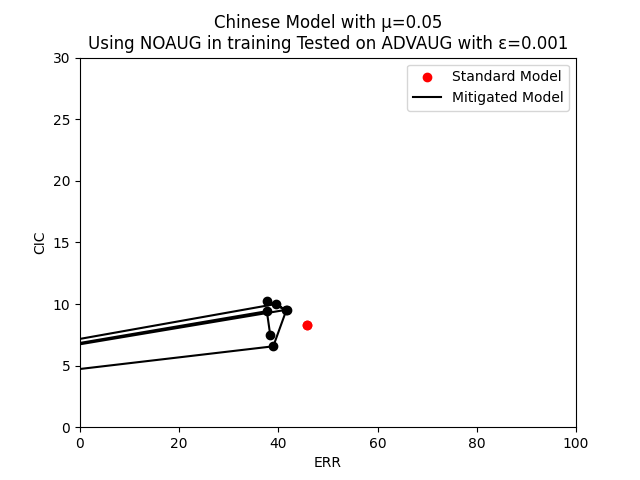 Chinese Model with μ=0.05
Using NOAUG in training Tested on ADVAUG with ε=0.001
30
25
20
15
10
5
0
CIC
Standard Model
Mitigated Model
0 20 40 60 80 100
ERR